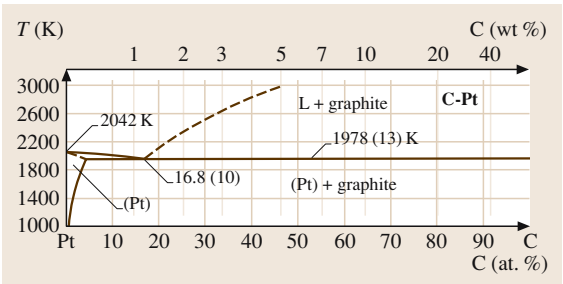 T (K)
C (wt %)
1 2 3 5 7 10 20 40
3000
2600
2200
1800
1400
1000
L + graphite
C-Pt
2042 K
1978 (13) K
16.8 (10)
(Pt) + graphite
(Pt)
Pt 10 20 30 40 50 60 70 80 90 C
C (at. %)